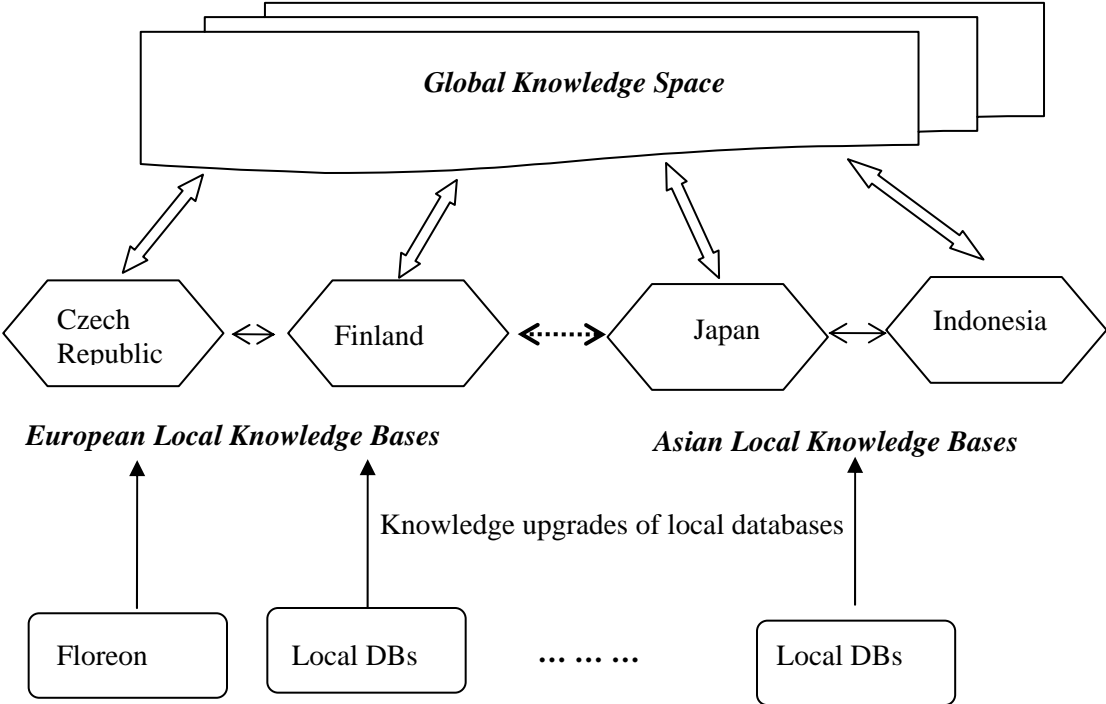 Global Knowledge Space
Czech
Republic
Finland
Japan
Indonesia
European Local Knowledge Bases
Asian Local Knowledge Bases
Knowledge upgrades of local databases
Floreon
Local DBs
... ... ...
Local DBs